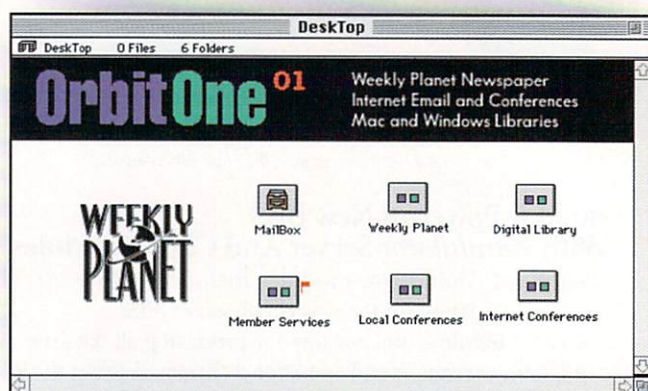 DeskTop
DeskTop 0 Files 6 Folders
OrbitOne 01
Weekly Planet Newspaper
Internet Email and Conferences
Mac and Windows Libraries
WEEKLY
PLANET
MailBox
Weekly Planet
Digital Library
Member Services
Local Conferences
Internet Conferences